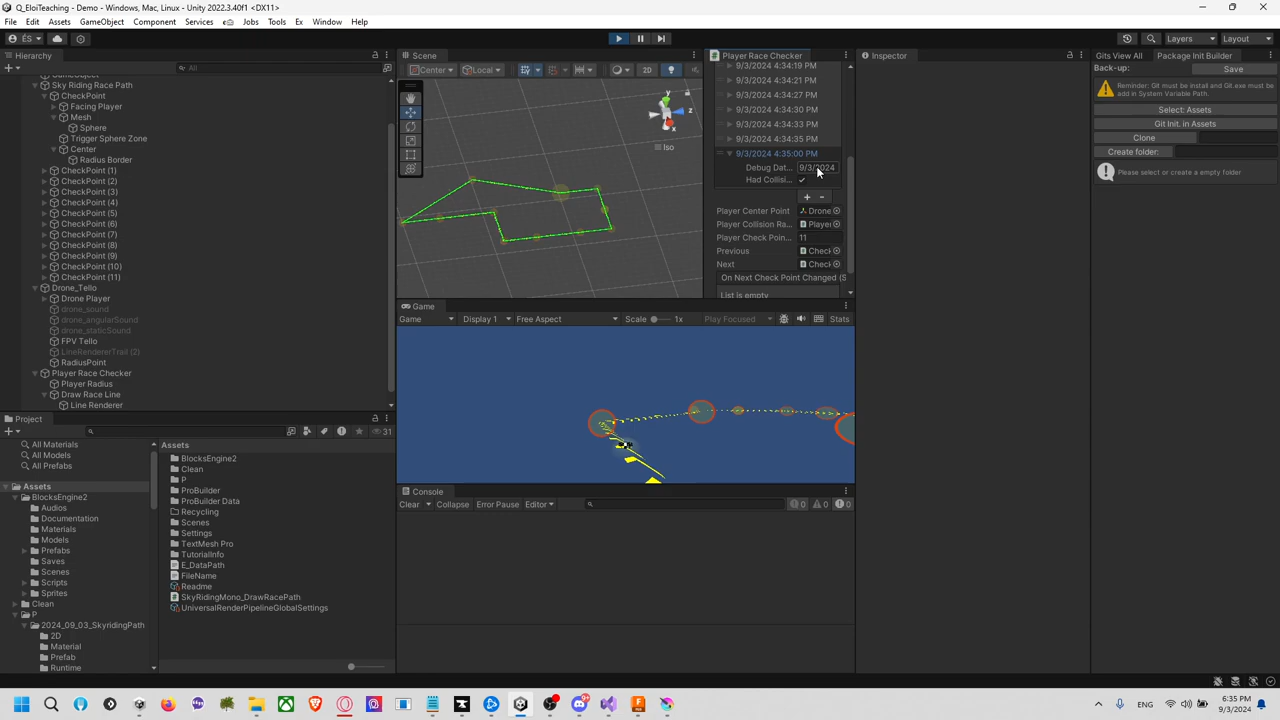 Q_EloiTeaching - Demo - Windows, Mac, Linux - Unity 2022.3.40f1 <DX11>
File Edit Assets GameObject Component Services Jobs Tools Ex Window Help
ÉS Layers Layout
Hierarchy
All
GameObject
Sky Riding Race Path
CheckPoint
Facing Player
Mesh
Sphere
Trigger Sphere Zone
Center
Radius Border
CheckPoint (1)
CheckPoint (2)
CheckPoint (3)
CheckPoint (4)
CheckPoint (5)
CheckPoint (6)
CheckPoint (7)
CheckPoint (8)
CheckPoint (9)
CheckPoint (10)
CheckPoint (11)
Drone_Tello
Drone Player
drone_sound
drone_angularSound
drone_staticSound
FPV Tello
LineRendererTrail (2)
RadiusPoint
Player Race Checker
Player Radius
Draw Race Line
Line Renderer
Scene
Center Local 2D
y
z
Iso
Player Race Checker
9/3/2024 4:34:19 PM
9/3/2024 4:34:21 PM
9/3/2024 4:34:27 PM
9/3/2024 4:34:30 PM
9/3/2024 4:34:33 PM
9/3/2024 4:34:35 PM
9/3/2024 4:35:00 PM
Debug Dat... 9/3/2024
Had Collisi...
+ -
Player Center Point Drone
Player Collision Ra... Player
Player Check Poin... 11
Previous Check
Next Check
On Next Check Point Changed (S
List is empty
Inspector
Gits View All Package Init Builder
Back-up: Save
Reminder: Git must be installed and Git.exe must be add in System Variable Path.
Select: Assets
Git Init. in Assets
Clone
Create folder:
Please select or create a empty folder
Game
Game Display 1 Free Aspect Scale 1x Play Focused Stats
Console
Clear Collapse Error Pause Editor 0 0 0
Project
31
All Materials
All Models
All Prefabs
Assets
BlocksEngine2
Audios
Documentation
Materials
Models
Prefabs
Saves
Scenes
Scripts
Sprites
Clean
P
2024_09_03_SkyridingPath
2D
Material
Prefab
Runtime
Assets
BlocksEngine2
Clean
P
ProBuilder
ProBuilder Data
Recycling
Scenes
Settings
TextMesh Pro
TutorialInfo
E_DataPath
FileName
Readme
SkyRidingMono_DrawRacePath
UniversalRenderPipelineGlobalSettings
ENG 6:35 PM
9/3/2024